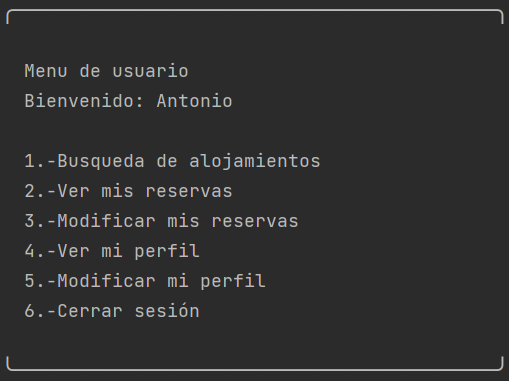 Menu de usuario
Bienvenido: Antonio
1.-Busqueda de alojamientos
2.-Ver mis reservas
3.-Modificar mis reservas
4.-Ver mi perfil
5.-Modificar mi perfil
6.-Cerrar sesión